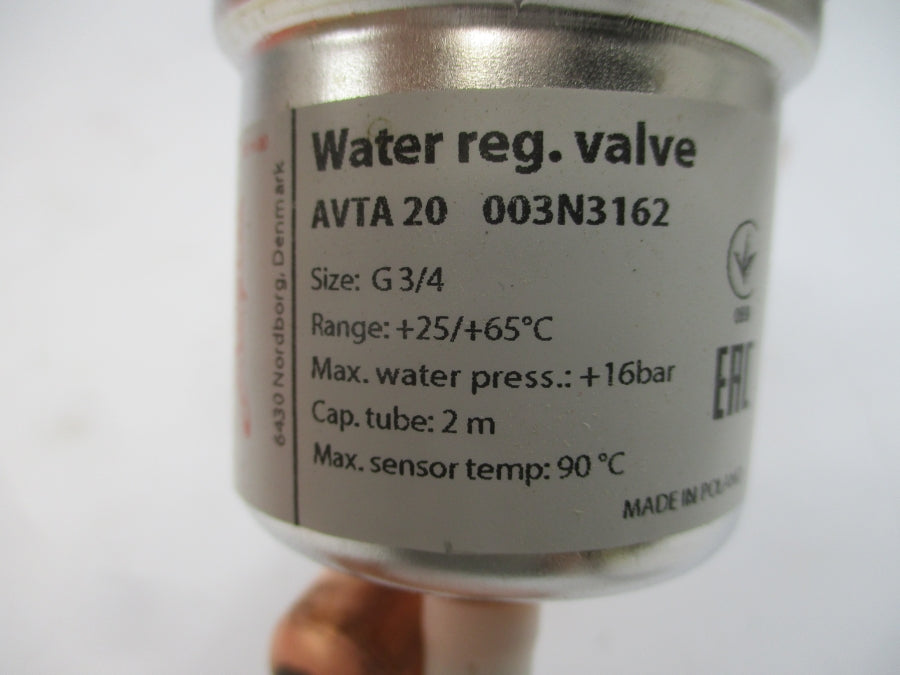 6430 Nordborg, Denmark
Water reg. valve
AVTA 20 003N3162
Size: G 3/4
Range: +25/+65°C
Max. water press.: +16bar
Cap. tube: 2 m
Max. sensor temp: 90 °C
EAC
MADE IN POLAND